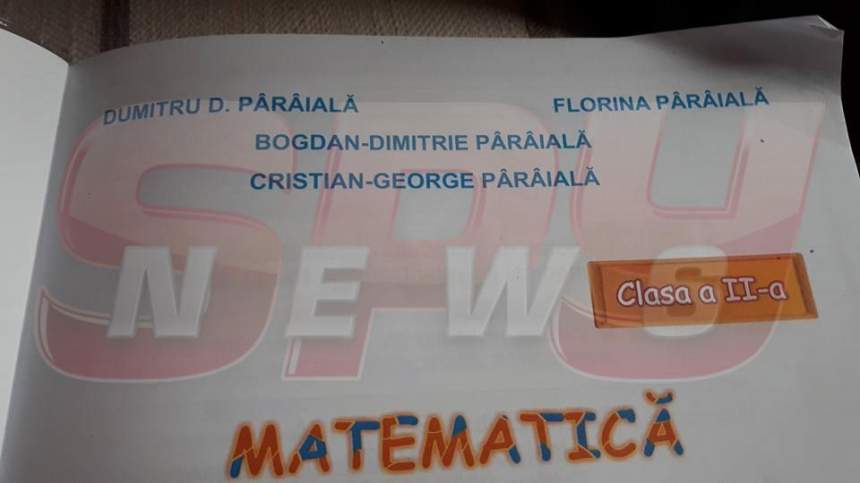 DUMITRU D. PÂRÂIALĂ FLORINA PÂRÂIALĂ
BOGDAN-DIMITRIE PÂRÂIALĂ
CRISTIAN-GEORGE PÂRÂIALĂ
SPY
NEWS
Clasa a II-a
MATEMATICĂ